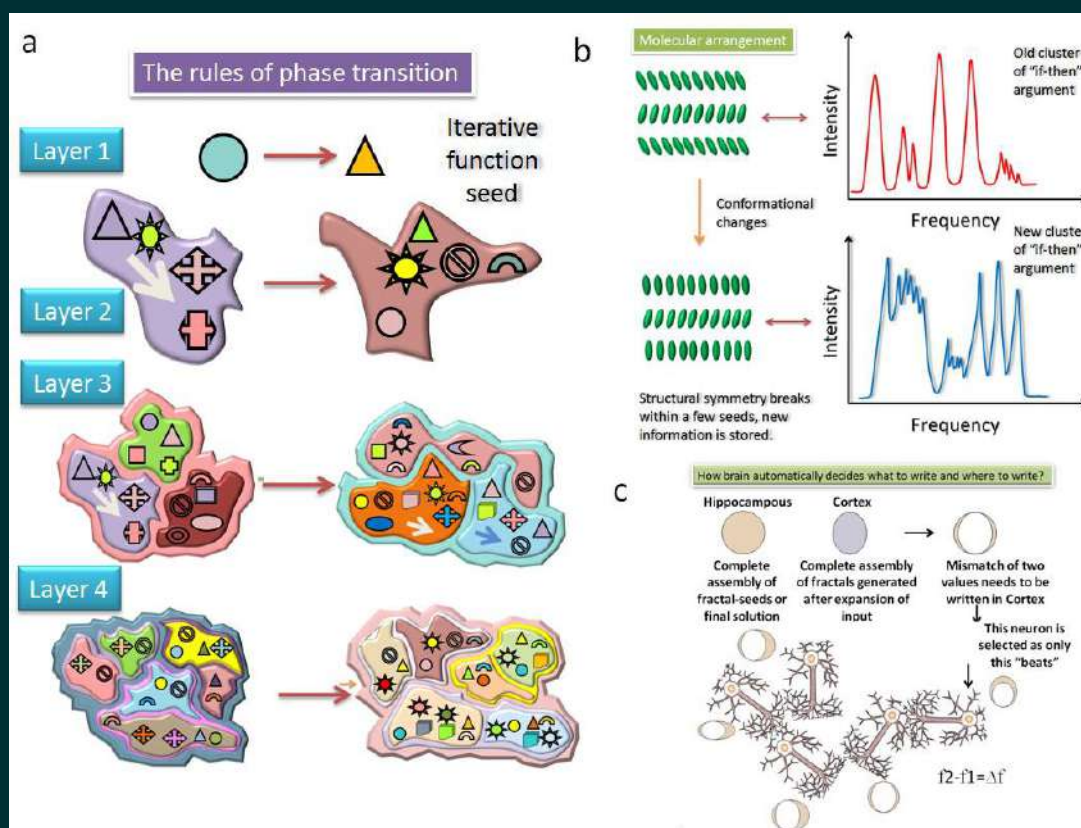 a
The rules of phase transition
Layer 1
Iterative
function
seed
Layer 2
Layer 3
Layer 4
b
Molecular arrangement
Conformational
changes
Structural symmetry breaks
within a few seeds, new
information is stored.
Intensity
Old cluster
of "if-then"
argument
Frequency
Intensity
New cluster
of "if-then"
argument
Frequency
How brain automatically decides what to write and where to write?
c
Hippocampous
Cortex
Complete
assembly of
fractal-seeds or
final solution
Complete assembly
of fractals generated
after expansion of
input
Mismatch of two
values needs to be
written in Cortex
This neuron is
selected as only
this "beats"
f2-f1=Δf